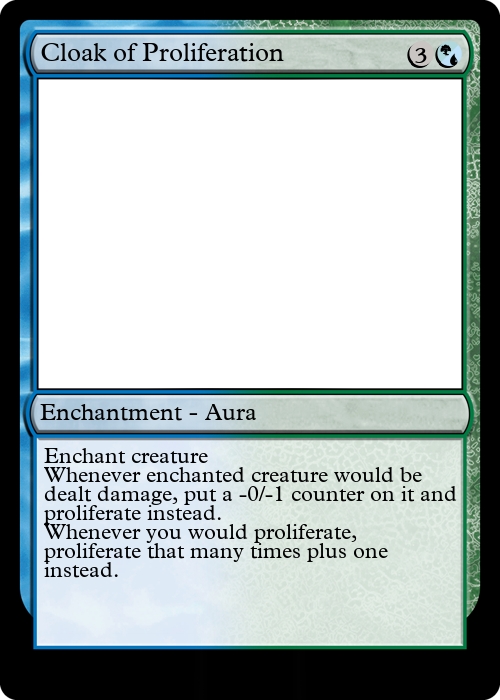 Cloak of Proliferation 3
Enchantment - Aura
Enchant creature
Whenever enchanted creature would be
dealt damage, put a -0/-1 counter on it and
proliferate instead.
Whenever you would proliferate,
proliferate that many times plus one
instead.